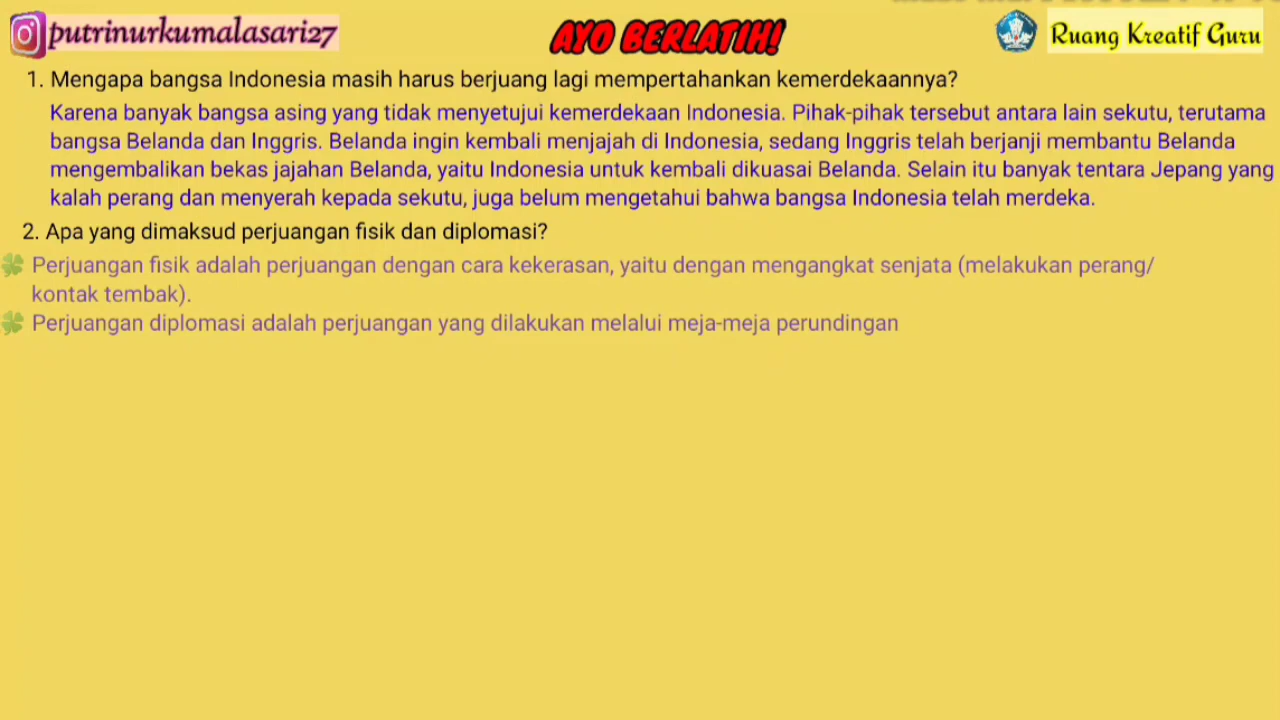 putrinurkumalasari27
AYO BERLATIH!
Ruang Kreatif Guru
1. Mengapa bangsa Indonesia masih harus berjuang lagi mempertahankan kemerdekaannya?
Karena banyak bangsa asing yang tidak menyetujui kemerdekaan Indonesia. Pihak-pihak tersebut antara lain sekutu, terutama
bangsa Belanda dan Inggris. Belanda ingin kembali menjajah di Indonesia, sedang Inggris telah berjanji membantu Belanda
mengembalikan bekas jajahan Belanda, yaitu Indonesia untuk kembali dikuasai Belanda. Selain itu banyak tentara Jepang yang
kalah perang dan menyerah kepada sekutu, juga belum mengetahui bahwa bangsa Indonesia telah merdeka.
2. Apa yang dimaksud perjuangan fisik dan diplomasi?
Perjuangan fisik adalah perjuangan dengan cara kekerasan, yaitu dengan mengangkat senjata (melakukan perang/
kontak tembak).
Perjuangan diplomasi adalah perjuangan yang dilakukan melalui meja-meja perundingan